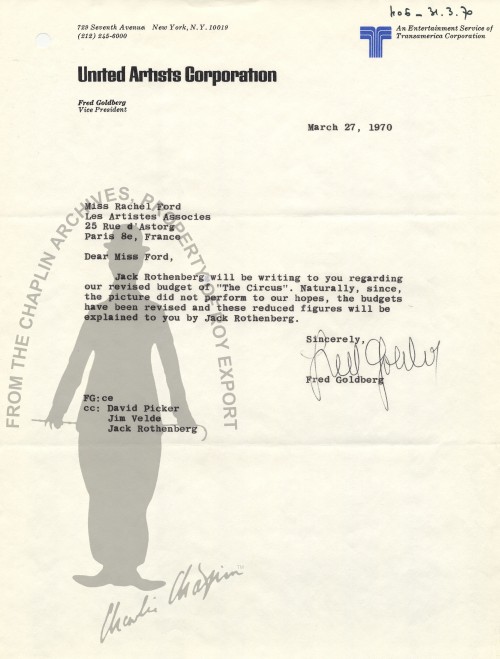 729 Seventh Avenue New York, N.Y. 10019
(212) 245-6000
31.3.70
An Entertainment Service of
Transamerica Corporation
United Artists Corporation
Fred Goldberg
Vice President
March 27, 1970
Miss Rachel Ford
Les Artistes Associes
25 Rue d'Astorg
Paris 8e, France
Dear Miss Ford,
Jack Rothenberg will be writing to you regarding
our revised budget of "The Circus". Naturally, since,
the picture did not perform to our hopes, the budgets
have been revised and these reduced figures will be
explained to you by Jack Rothenberg.
Sincerely,
Fred Goldberg
Fred Goldberg
FG:ce
cc: David Picker
Jim Velde
Jack Rothenberg
FROM THE CHAPLIN ARCHIVES, PROPERTY OF ROY EXPORT
Charlie Chaplin™